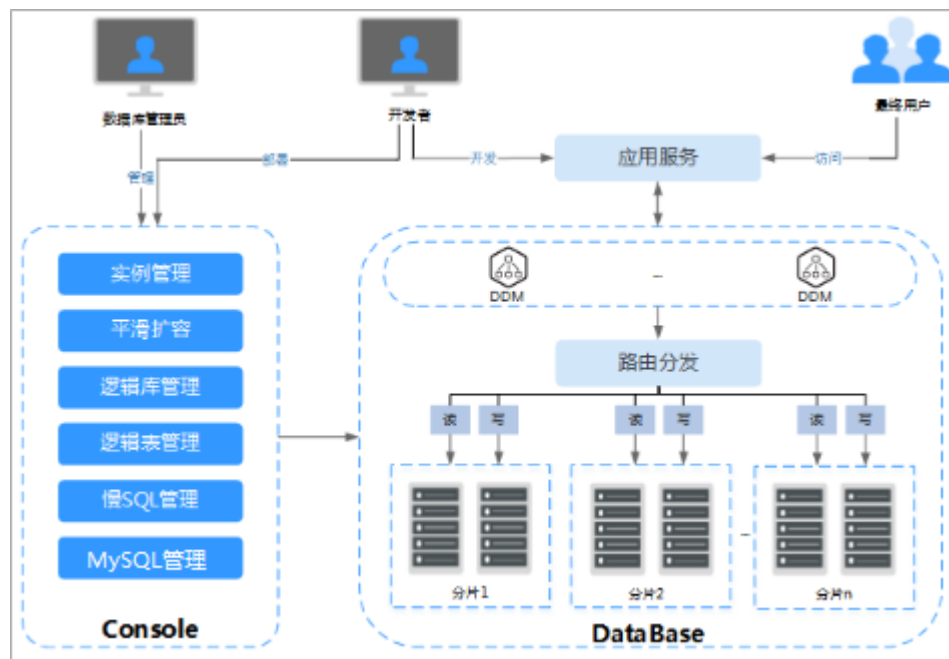 数据库管理员
开发者
最终用户
部署
开发
应用服务
访问
管理
实例管理
平滑扩容
逻辑库管理
逻辑表管理
慢SQL管理
MySQL管理
Console
DDM
...
DDM
路由分发
读
写
读
写
读
写
分片1
分片2
...
分片n
DataBase